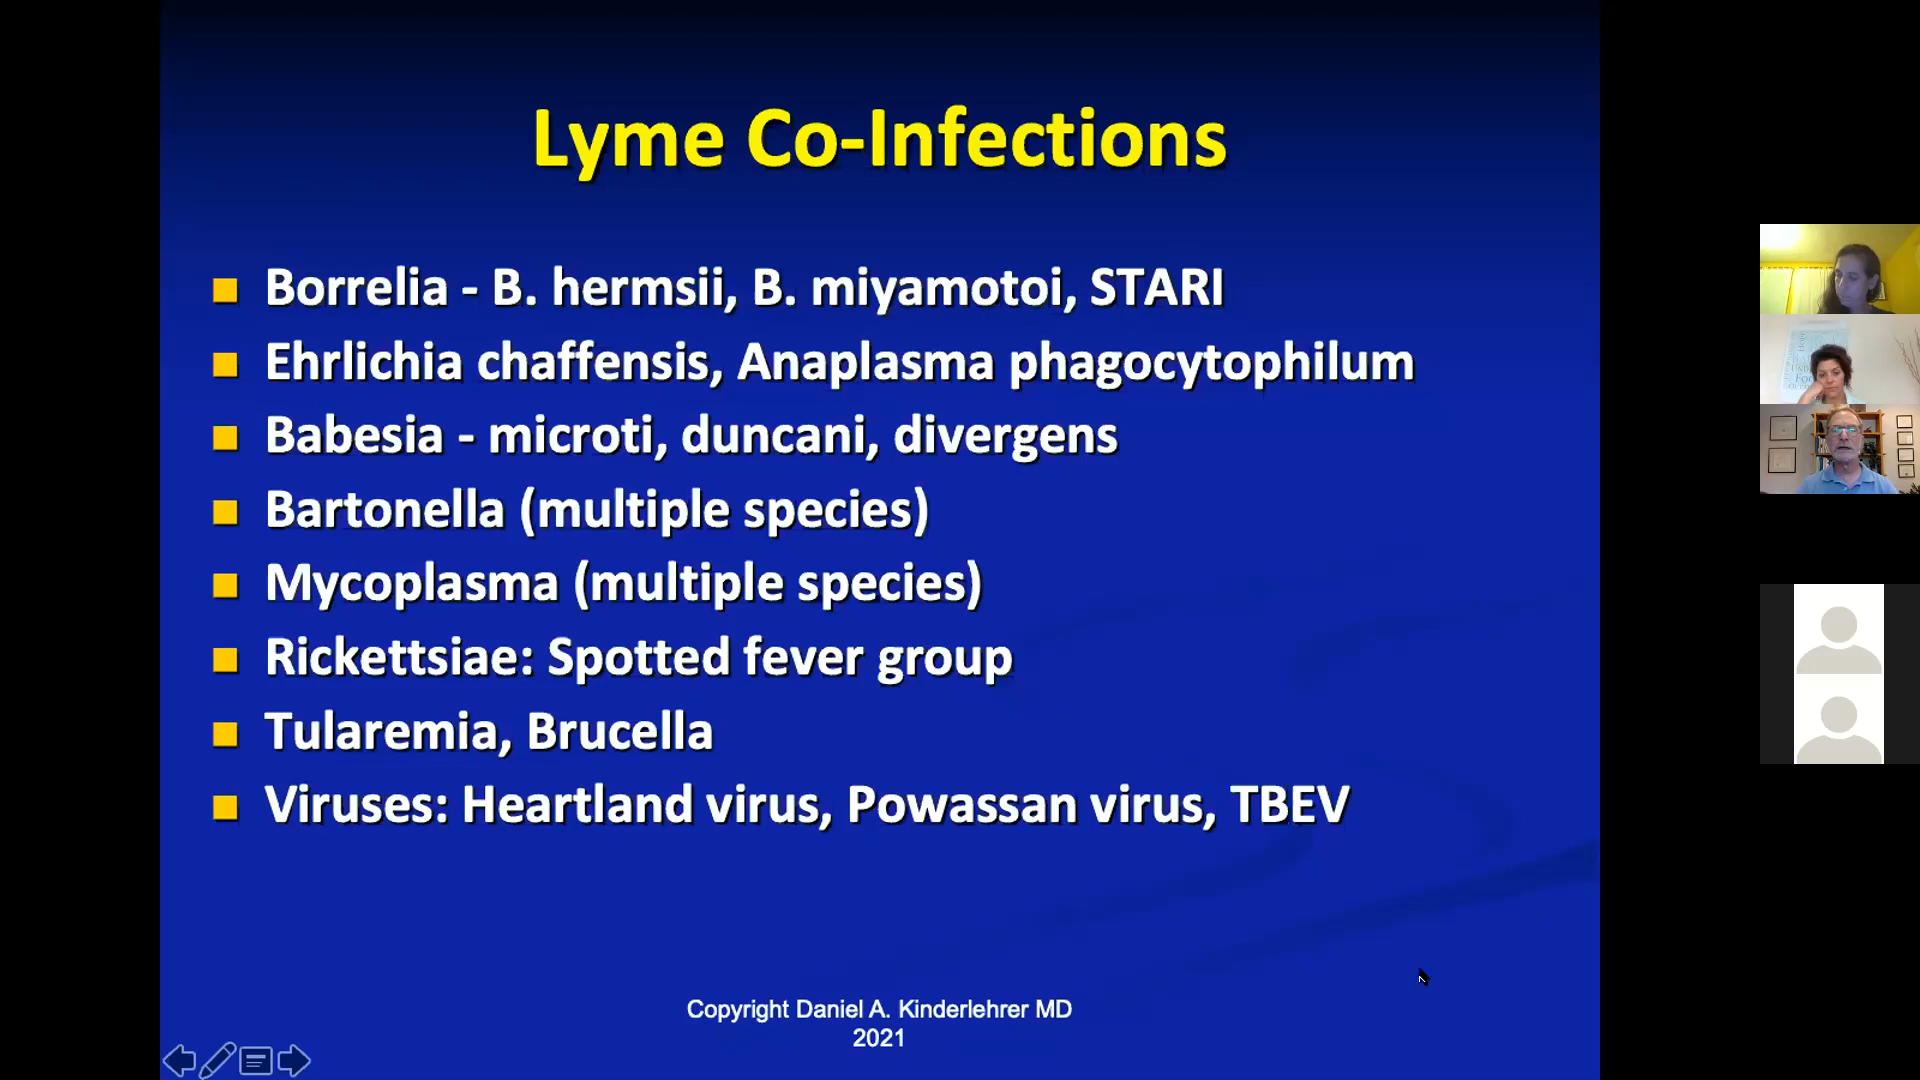 Lyme Co-Infections
Borrelia - B. hermsii, B. miyamotoi, STARI
Ehrlichia chaffensis, Anaplasma phagocytophilum
Babesia - microti, duncani, divergens
Bartonella (multiple species)
Mycoplasma (multiple species)
Rickettsiae: Spotted fever group
Tularemia, Brucella
Viruses: Heartland virus, Powassan virus, TBEV
Copyright Daniel A. Kinderlehrer MD
2021